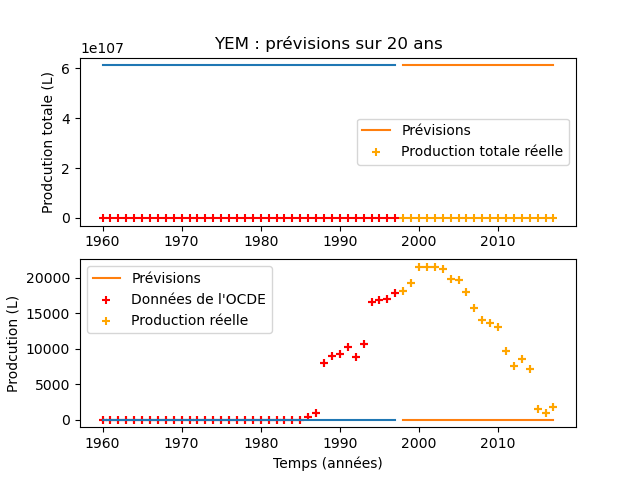 YEM : prévisions sur 20 ans
1e107
6
4
2
0
Prodcution totale (L)
Prévisions
Production totale réelle
1960 1970 1980 1990 2000 2010
20000
15000
10000
5000
0
Prodcution (L)
Prévisions
Données de l'OCDE
Production réelle
1960 1970 1980 1990 2000 2010
Temps (années)